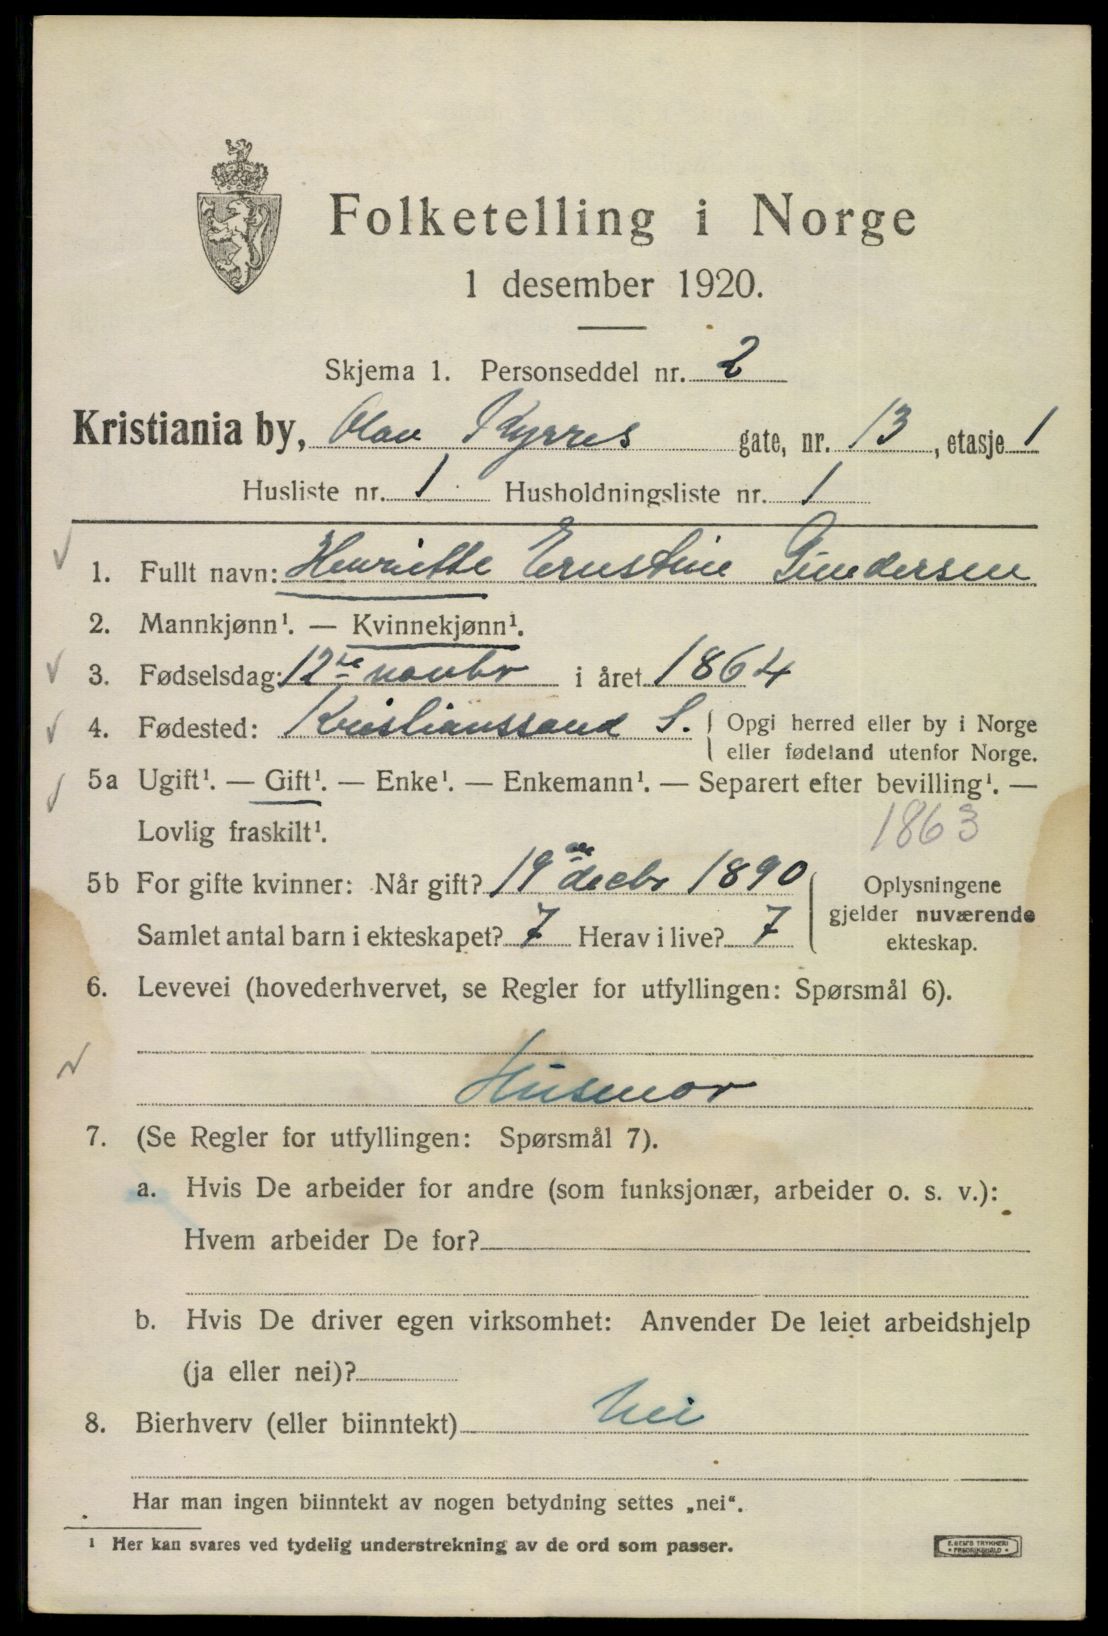 Folketelling i Norge
1 desember 1920.
Skjema 1. Personseddel nr. 2
Kristiania by, Olav Kyrres gate, nr. 13, etasje 1
Husliste nr. 1 Husholdningsliste nr. 1
1. Fullt navn: Henriette Ernstine Gundersen
2. Mannkjønn¹. — Kvinnekjønn¹.
3. Fødselsdag: 12te novbr i året 1864
4. Fødested: Kristianssand S. Opgi herred eller by i Norge
eller fødeland utenfor Norge.
5a Ugift¹. — Gift¹. — Enke¹. — Enkemann¹. — Separert efter bevilling¹. —
Lovlig fraskilt¹. 1863
5b For gifte kvinner: Når gift? 19 decbr 1890 Oplysningene
gjelder nuværende
Samlet antal barn i ekteskapet? 7 Herav i live? 7 ekteskap.
6. Levevei (hovederhvervet, se Regler for utfyllingen: Spørsmål 6).
Husmor
7. (Se Regler for utfyllingen: Spørsmål 7).
a. Hvis De arbeider for andre (som funksjonær, arbeider o. s. v.):
Hvem arbeider De for?
b. Hvis De driver egen virksomhet: Anvender De leiet arbeidshjelp
(ja eller nei)?
8. Bierhverv (eller biinntekt) Nei
Har man ingen biinntekt av nogen betydning settes „nei“.
¹ Her kan svares ved tydelig understrekning av de ord som passer.